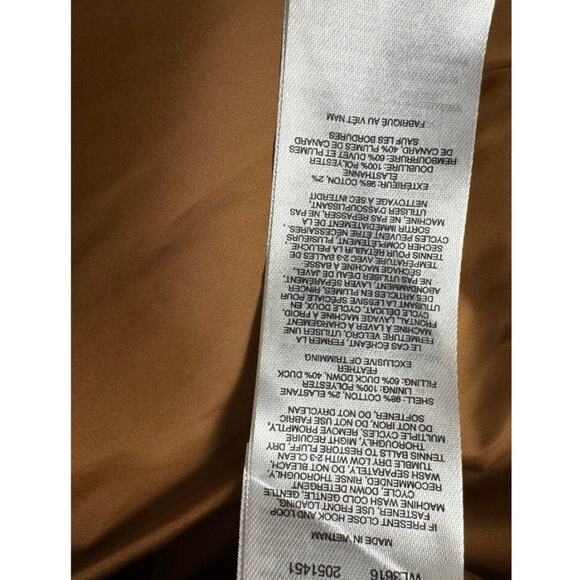 WL3616 2051451
MADE IN VIETNAM
IF PRESENT CLOSE HOOK AND LOOP
FASTENER, USE FRONT
LOADING MACHINE, GENTLE
CYCLE, DOWN DETERGENT
RECOMMENDED, RINSE THOROUGHLY,
WASH SEPARATELY, DO NOT BLEACH,
TUMBLE DRY LOW WITH 2-3 CLEAN
TENNIS BALLS TO RESTORE FLUFF, DRY
THOROUGHLY, MIGHT REQUIRE
MULTIPLE CYCLES, REMOVE PROMPTLY,
DO NOT IRON, DO NOT USE FABRIC
SOFTENER, DO NOT DRYCLEAN
SHELL: 98% COTTON, 2% ELASTANE
LINING: 100% POLYESTER
FILLING: 60% DUCK DOWN, 40% DUCK
FEATHER
EXCLUSIVE OF TRIMMING
LE CAS ÉCHÉANT, FERMER LA
FERMETURE VELCRO, UTILISER
MACHINE À LAVER À CHARGEMENT
FRONTAL, LAVAGE MACHINE À FROID,
CYCLE DÉLICAT, CYCLE DOUX, EN
UTILISANT UNE LESSIVE SPÉCIALE POUR
DES ARTICLES EN PLUMES, RINCER
ABONDAMMENT, LAVER SÉPARÉMENT,
NE PAS UTILISER D'EAU DE JAVEL,
SÉCHAGE MACHINE À BASSE
TEMPÉRATURE AVEC 2-3 BALLES DE
TENNIS POUR RESTAURER LA PELUCHE,
SÉCHER COMPLÈTEMENT, PLUSIEURS
CYCLES PEUVENT ÊTRE NÉCESSAIRES,
SORTIR IMMÉDIATEMENT DE LA
MACHINE, NE PAS REPASSER, NE PAS
UTILISER D'ASSOUPLISSANT,
NETTOYAGE À SEC INTERDIT
EXTÉRIEUR: 98% COTON, 2%
ÉLASTHANNE
DOUBLURE: 100% POLYESTER
REMBOURRURE: 60% DUVET ET PLUMES
DE CANARD, 40% PLUMES DE CANARD
SAUF LES BORDURES
FABRIQUÉ AU VIÊT NAM